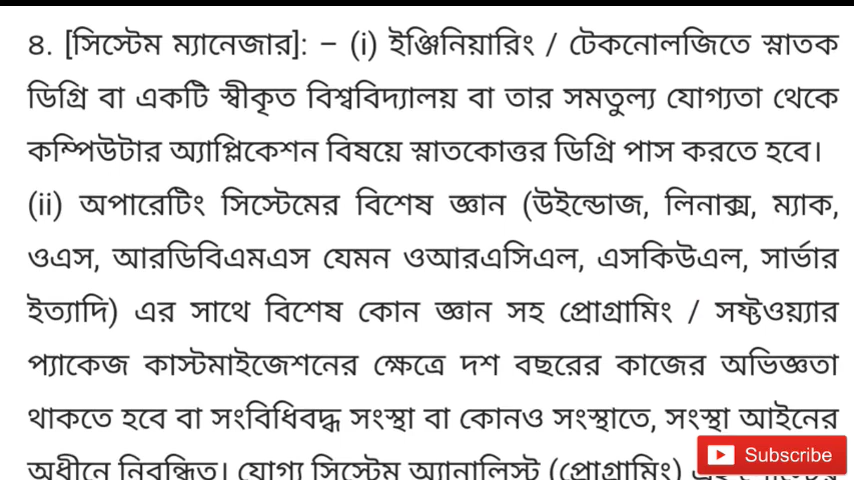 ৪. [সিস্টেম ম্যানেজার]: – (i) ইঞ্জিনিয়ারিং / টেকনোলজিতে স্নাতক
ডিগ্রি বা একটি স্বীকৃত বিশ্ববিদ্যালয় বা তার সমতুল্য যোগ্যতা থেকে
কম্পিউটার অ্যাপ্লিকেশন বিষয়ে স্নাতকোত্তর ডিগ্রি পাস করতে হবে।
(ii) অপারেটিং সিস্টেমের বিশেষ জ্ঞান (উইন্ডোজ, লিনাক্স, ম্যাক,
ওএস, আরডিবিএমএস যেমন ওআরএসিএল, এসকিউএল, সার্ভার
ইত্যাদি) এর সাথে বিশেষ কোন জ্ঞান সহ প্রোগ্রামিং / সফ্টওয়্যার
প্যাকেজ কাস্টমাইজেশনের ক্ষেত্রে দশ বছরের কাজের অভিজ্ঞতা
থাকতে হবে বা সংবিধিবদ্ধ সংস্থা বা কোনও সংস্থাতে, সংস্থা আইনের
অধীনে নিবন্ধিত। যোগ্য সিস্টেম অ্যানালিস্ট (প্রোগ্রামিং)
Subscribe